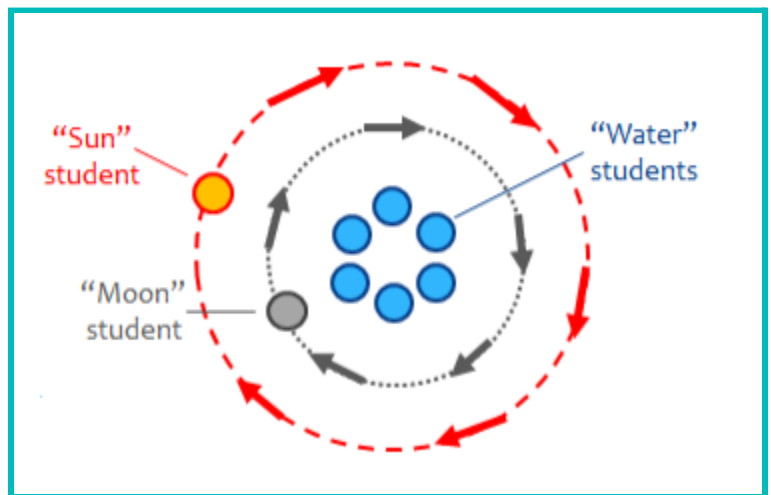 “Sun”
student
“Water”
students
“Moon”
student